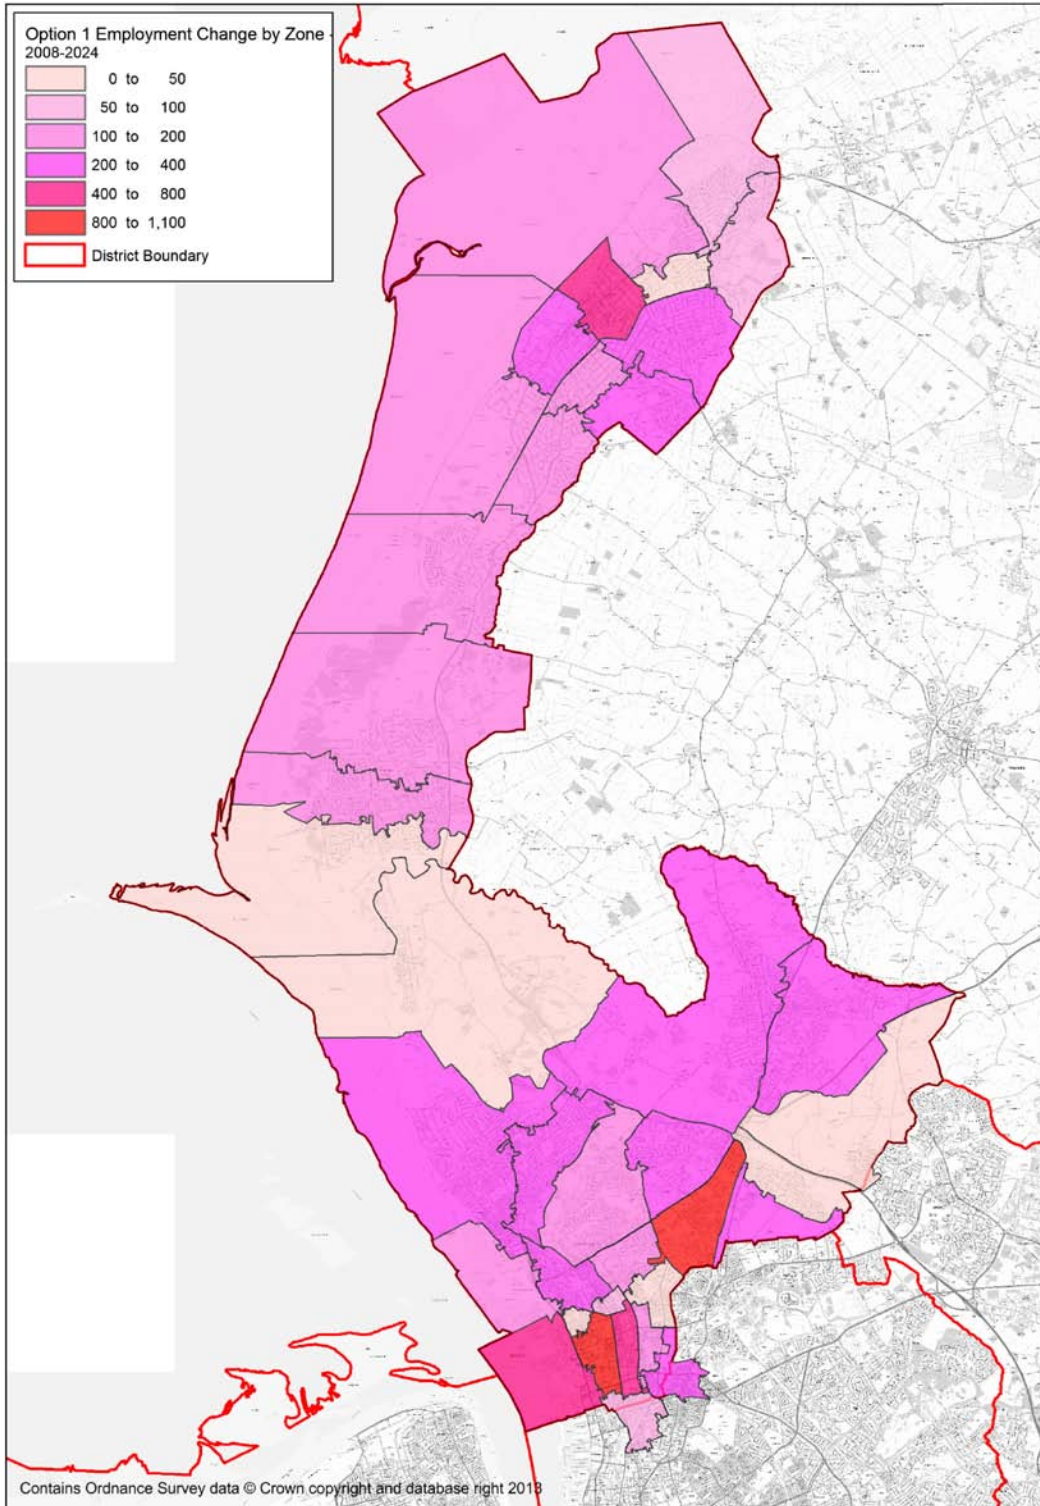 Option 1 Employment Change by Zone -
2008-2024
0 to 50
50 to 100
100 to 200
200 to 400
400 to 800
800 to 1,100
District Boundary
Contains Ordnance Survey data © Crown copyright and database right 2013